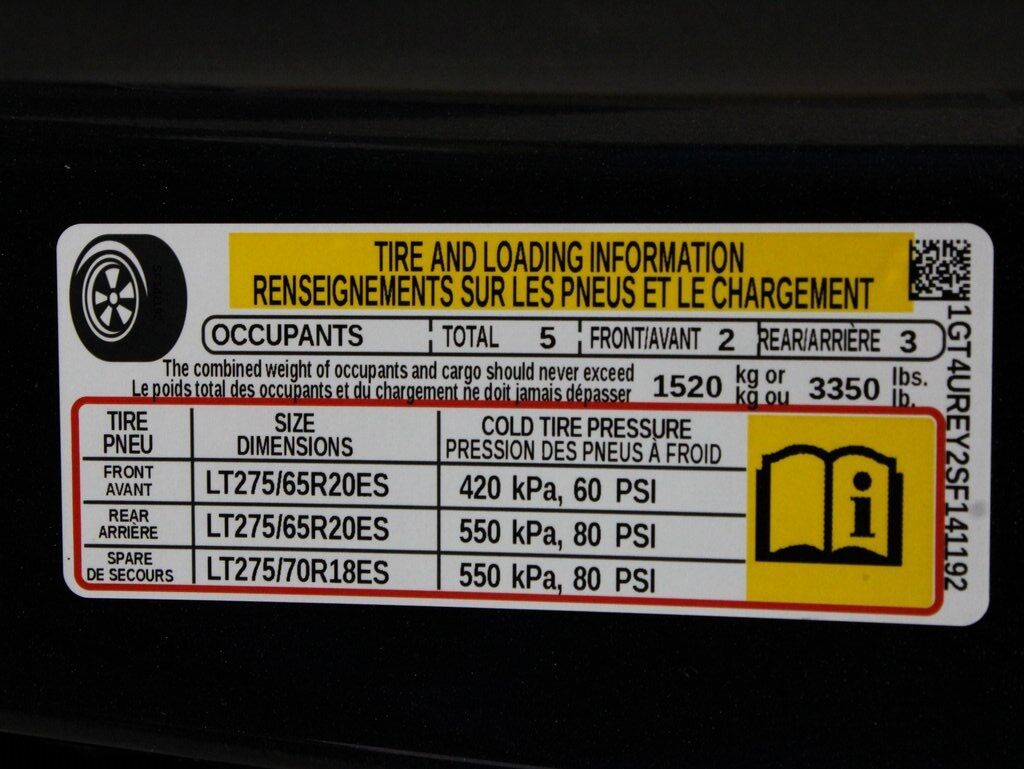 TIRE AND LOADING INFORMATION
RENSEIGNEMENTS SUR LES PNEUS ET LE CHARGEMENT
OCCUPANTS TOTAL 5 FRONT/AVANT 2 REAR/ARRIÈRE 3
The combined weight of occupants and cargo should never exceed
Le poids total des occupants et du chargement ne doit jamais dépasser
1520 kg or 3350 lbs.
kg ou lb.
TIRE SIZE COLD TIRE PRESSURE
PNEU DIMENSIONS PRESSION DES PNEUS À FROID
FRONT
AVANT
LT275/65R20ES 420 kPa, 60 PSI
REAR
ARRIÈRE
LT275/65R20ES 550 kPa, 80 PSI
SPARE
DE SECOURS
LT275/70R18ES 550 kPa, 80 PSI
1GT4UREY2SF141192